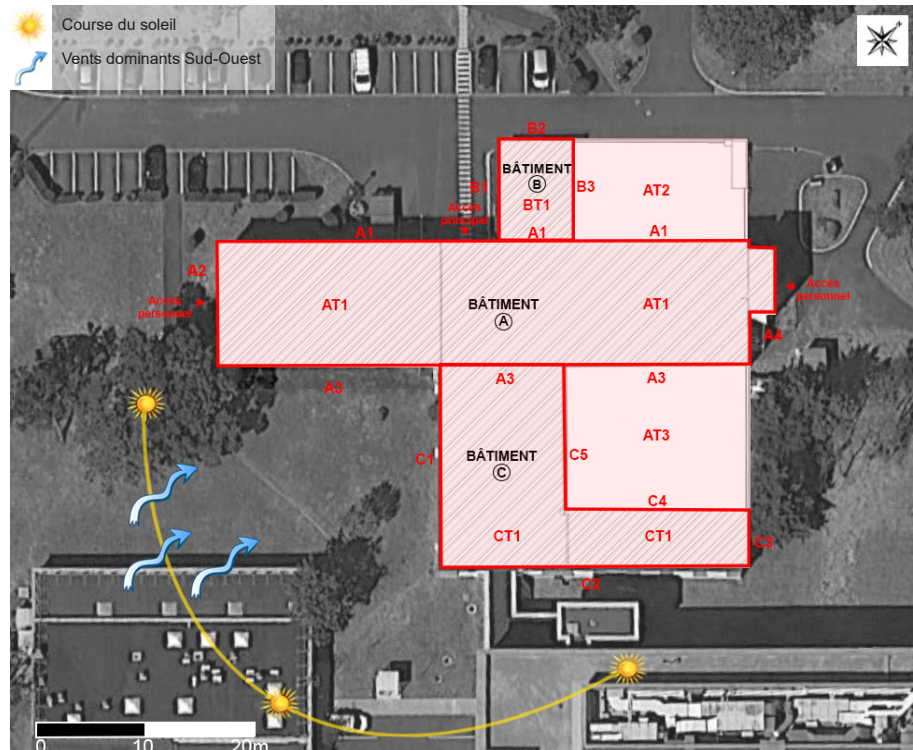 Course du soleil
Vents dominants Sud-Ouest
B2
BÂTIMENT
B
B1
B3
AT2
BT1
Accès
principal
A1
A1
A1
A2
Accès
personnel
AT1
BÂTIMENT
A
AT1
Accès
personnel
A4
A3
A3
A3
AT3
C1
BÂTIMENT
C
C5
C4
CT1
CT1
C3
C2
0
10
20m